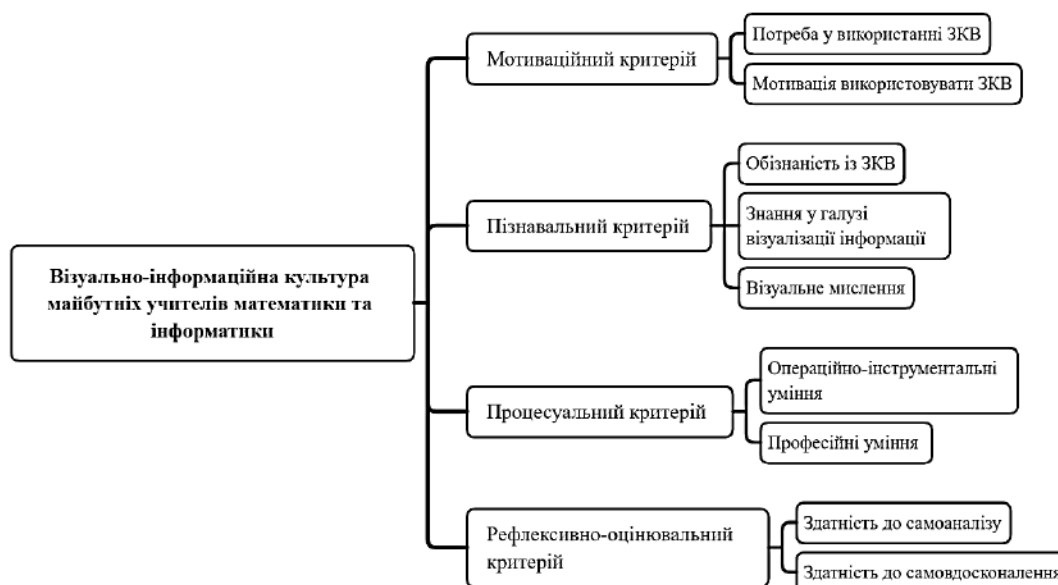 Візуально-інформаційна культура
майбутніх учителів математики та
інформатики
Мотиваційний критерій
Потреба у використанні ЗКВ
Мотивація використовувати ЗКВ
Пізнавальний критерій
Обізнаність із ЗКВ
Знання у галузі
візуалізації інформації
Візуальне мислення
Процесуальний критерій
Операційно-інструментальні
уміння
Професійні уміння
Рефлексивно-оцінювальний
критерій
Здатність до самоаналізу
Здатність до самовдосконалення